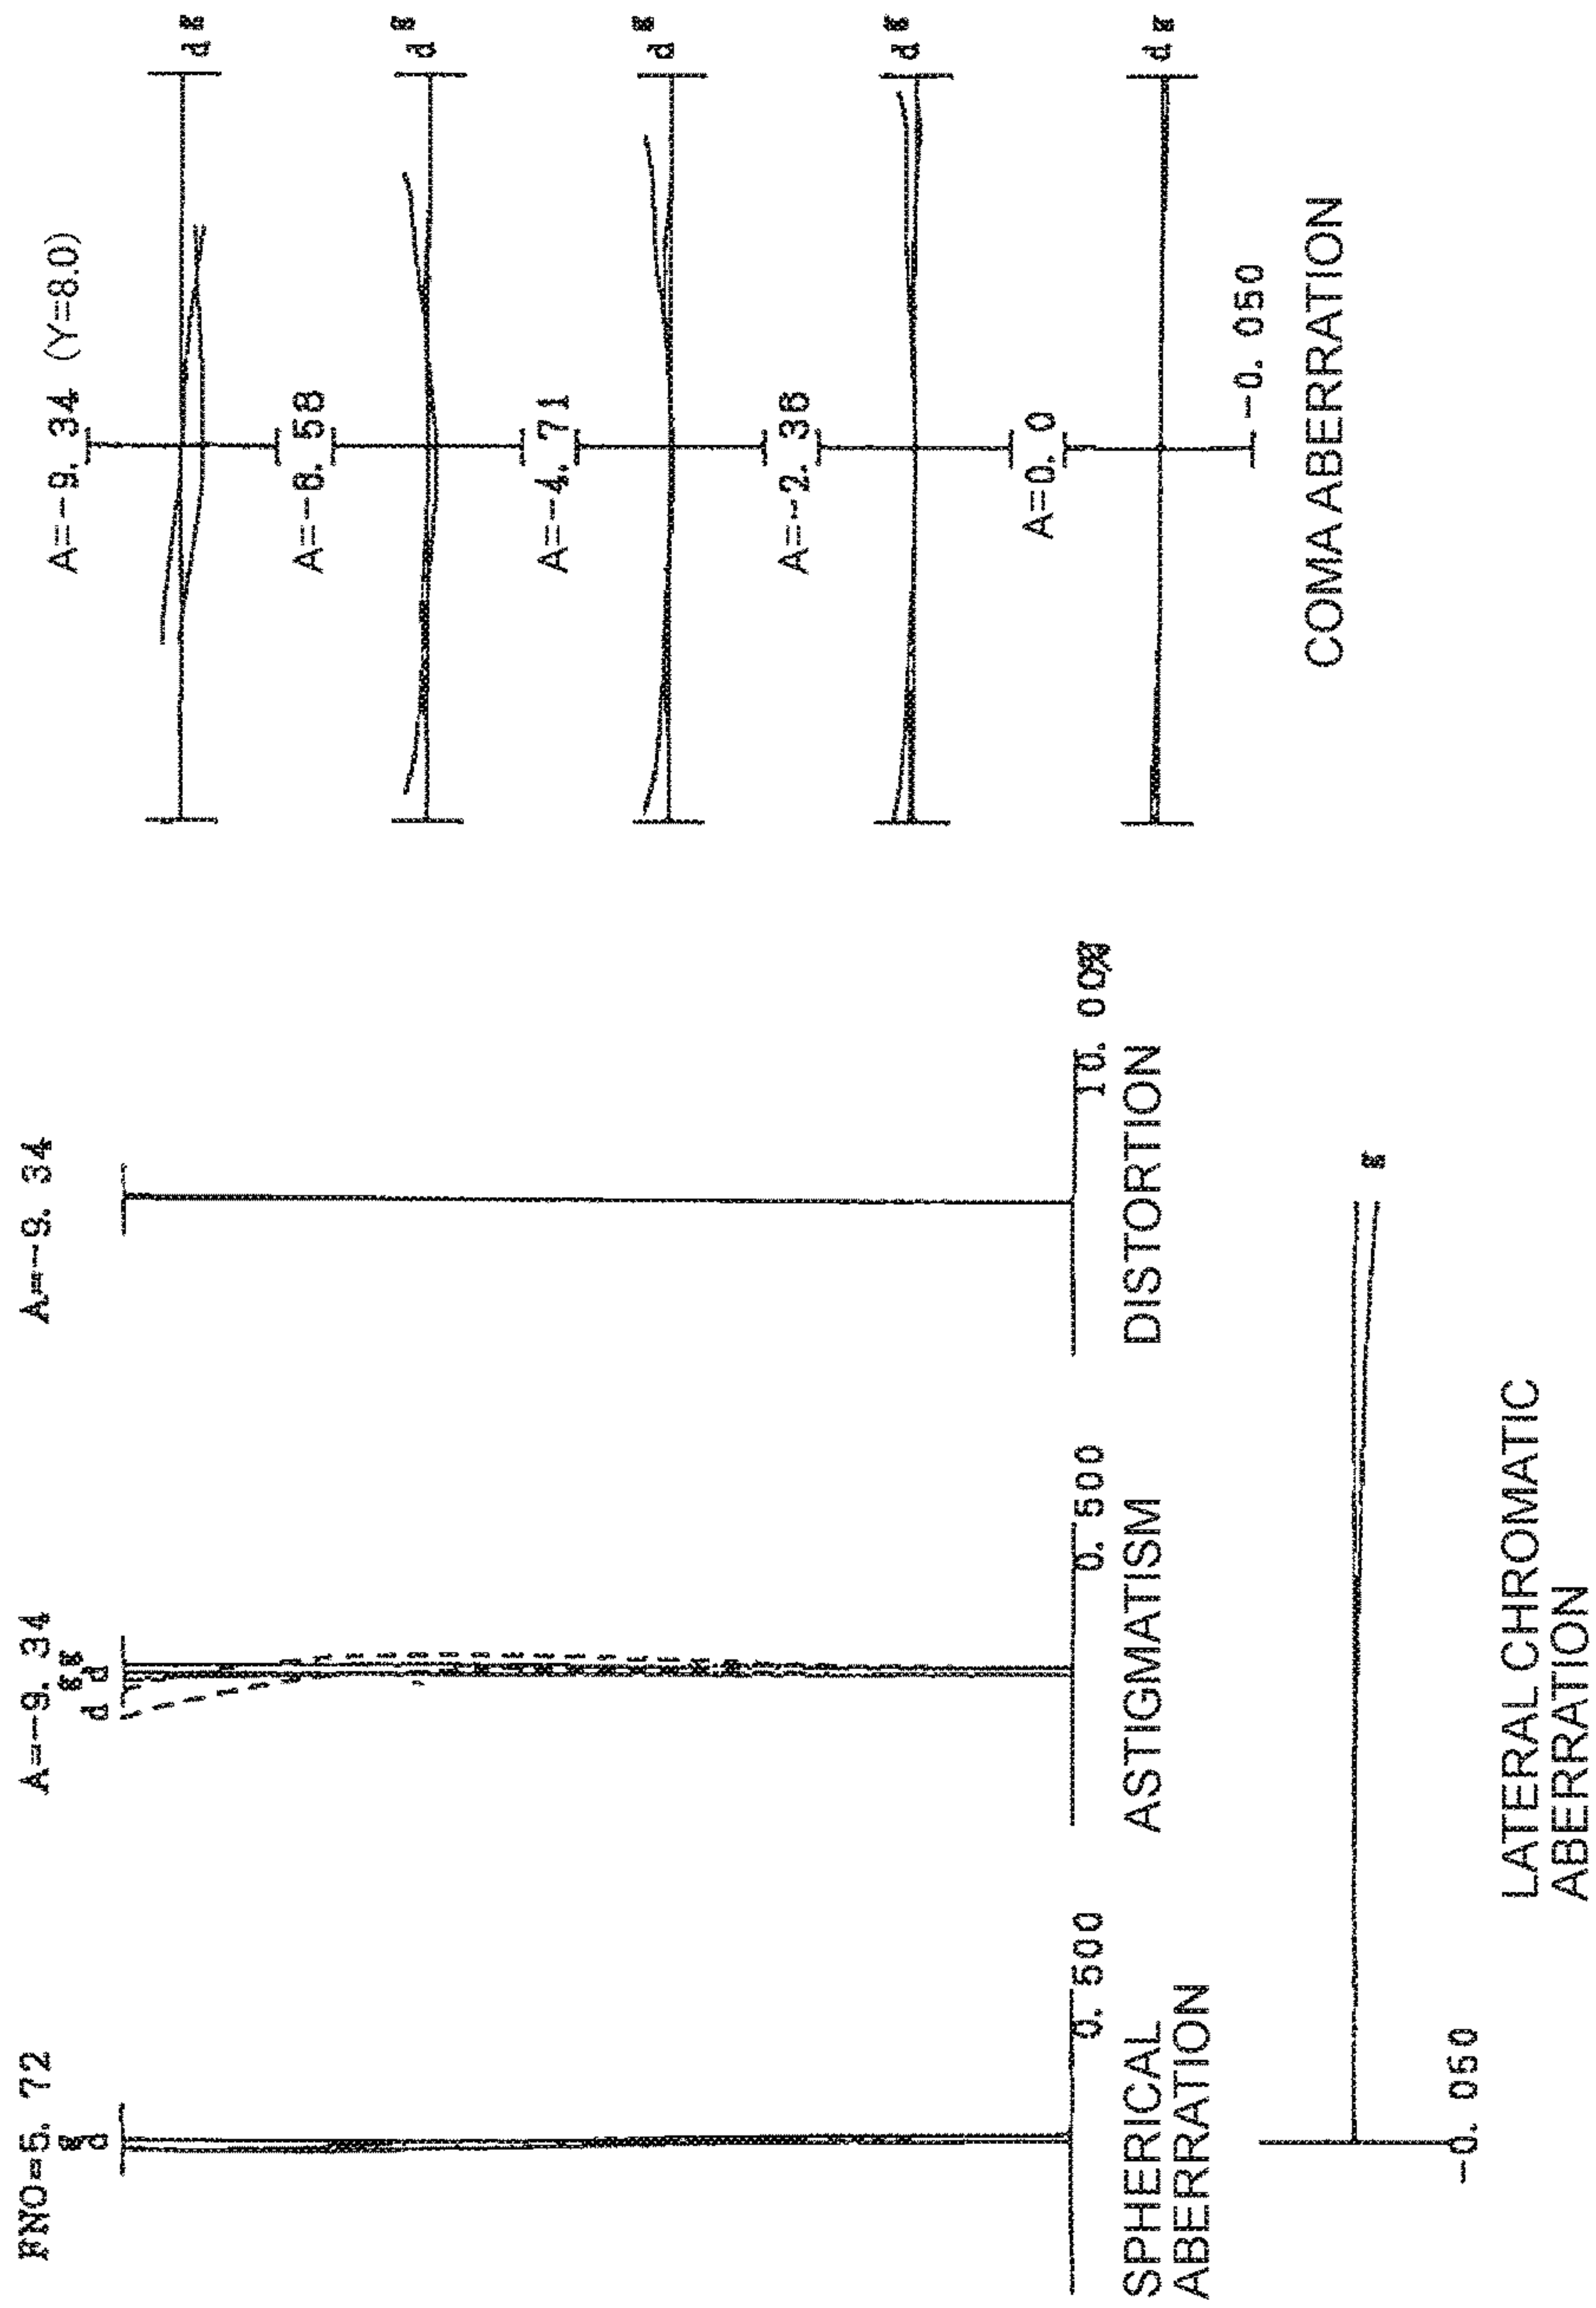 FNO=5. 72
g
d
0. 500
SPHERICAL
ABERRATION
A=-9. 34
g g
d d
0. 500
ASTIGMATISM
A=-9. 34
10. 00%
DISTORTION
g
-0. 050
LATERAL CHROMATIC
ABERRATION
A=-9. 34 (Y=8.0)
d g
A=-6. 58
d g
A=-4. 71
d g
A=-2. 36
d g
A=0. 0
d g
-0. 050
COMA ABERRATION